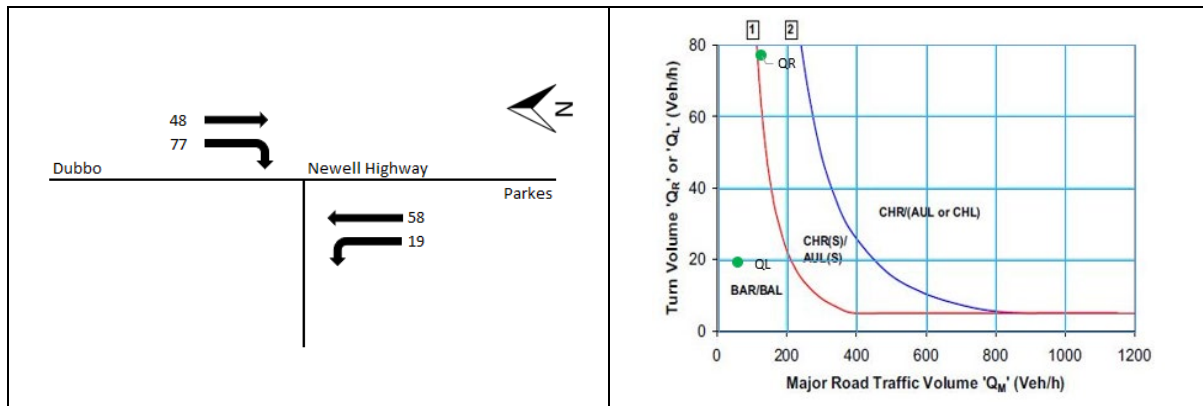 48
77
Dubbo
Newell Highway
Parkes
58
19
N
1
2
Turn Volume 'QR' or 'QL' (Veh/h)
80
60
40
20
0
QR
QL
CHR/(AUL or CHL)
CHR(S)/
AUL(S)
BAR/BAL
0
200
400
600
800
1000
1200
Major Road Traffic Volume 'QM' (Veh/h)